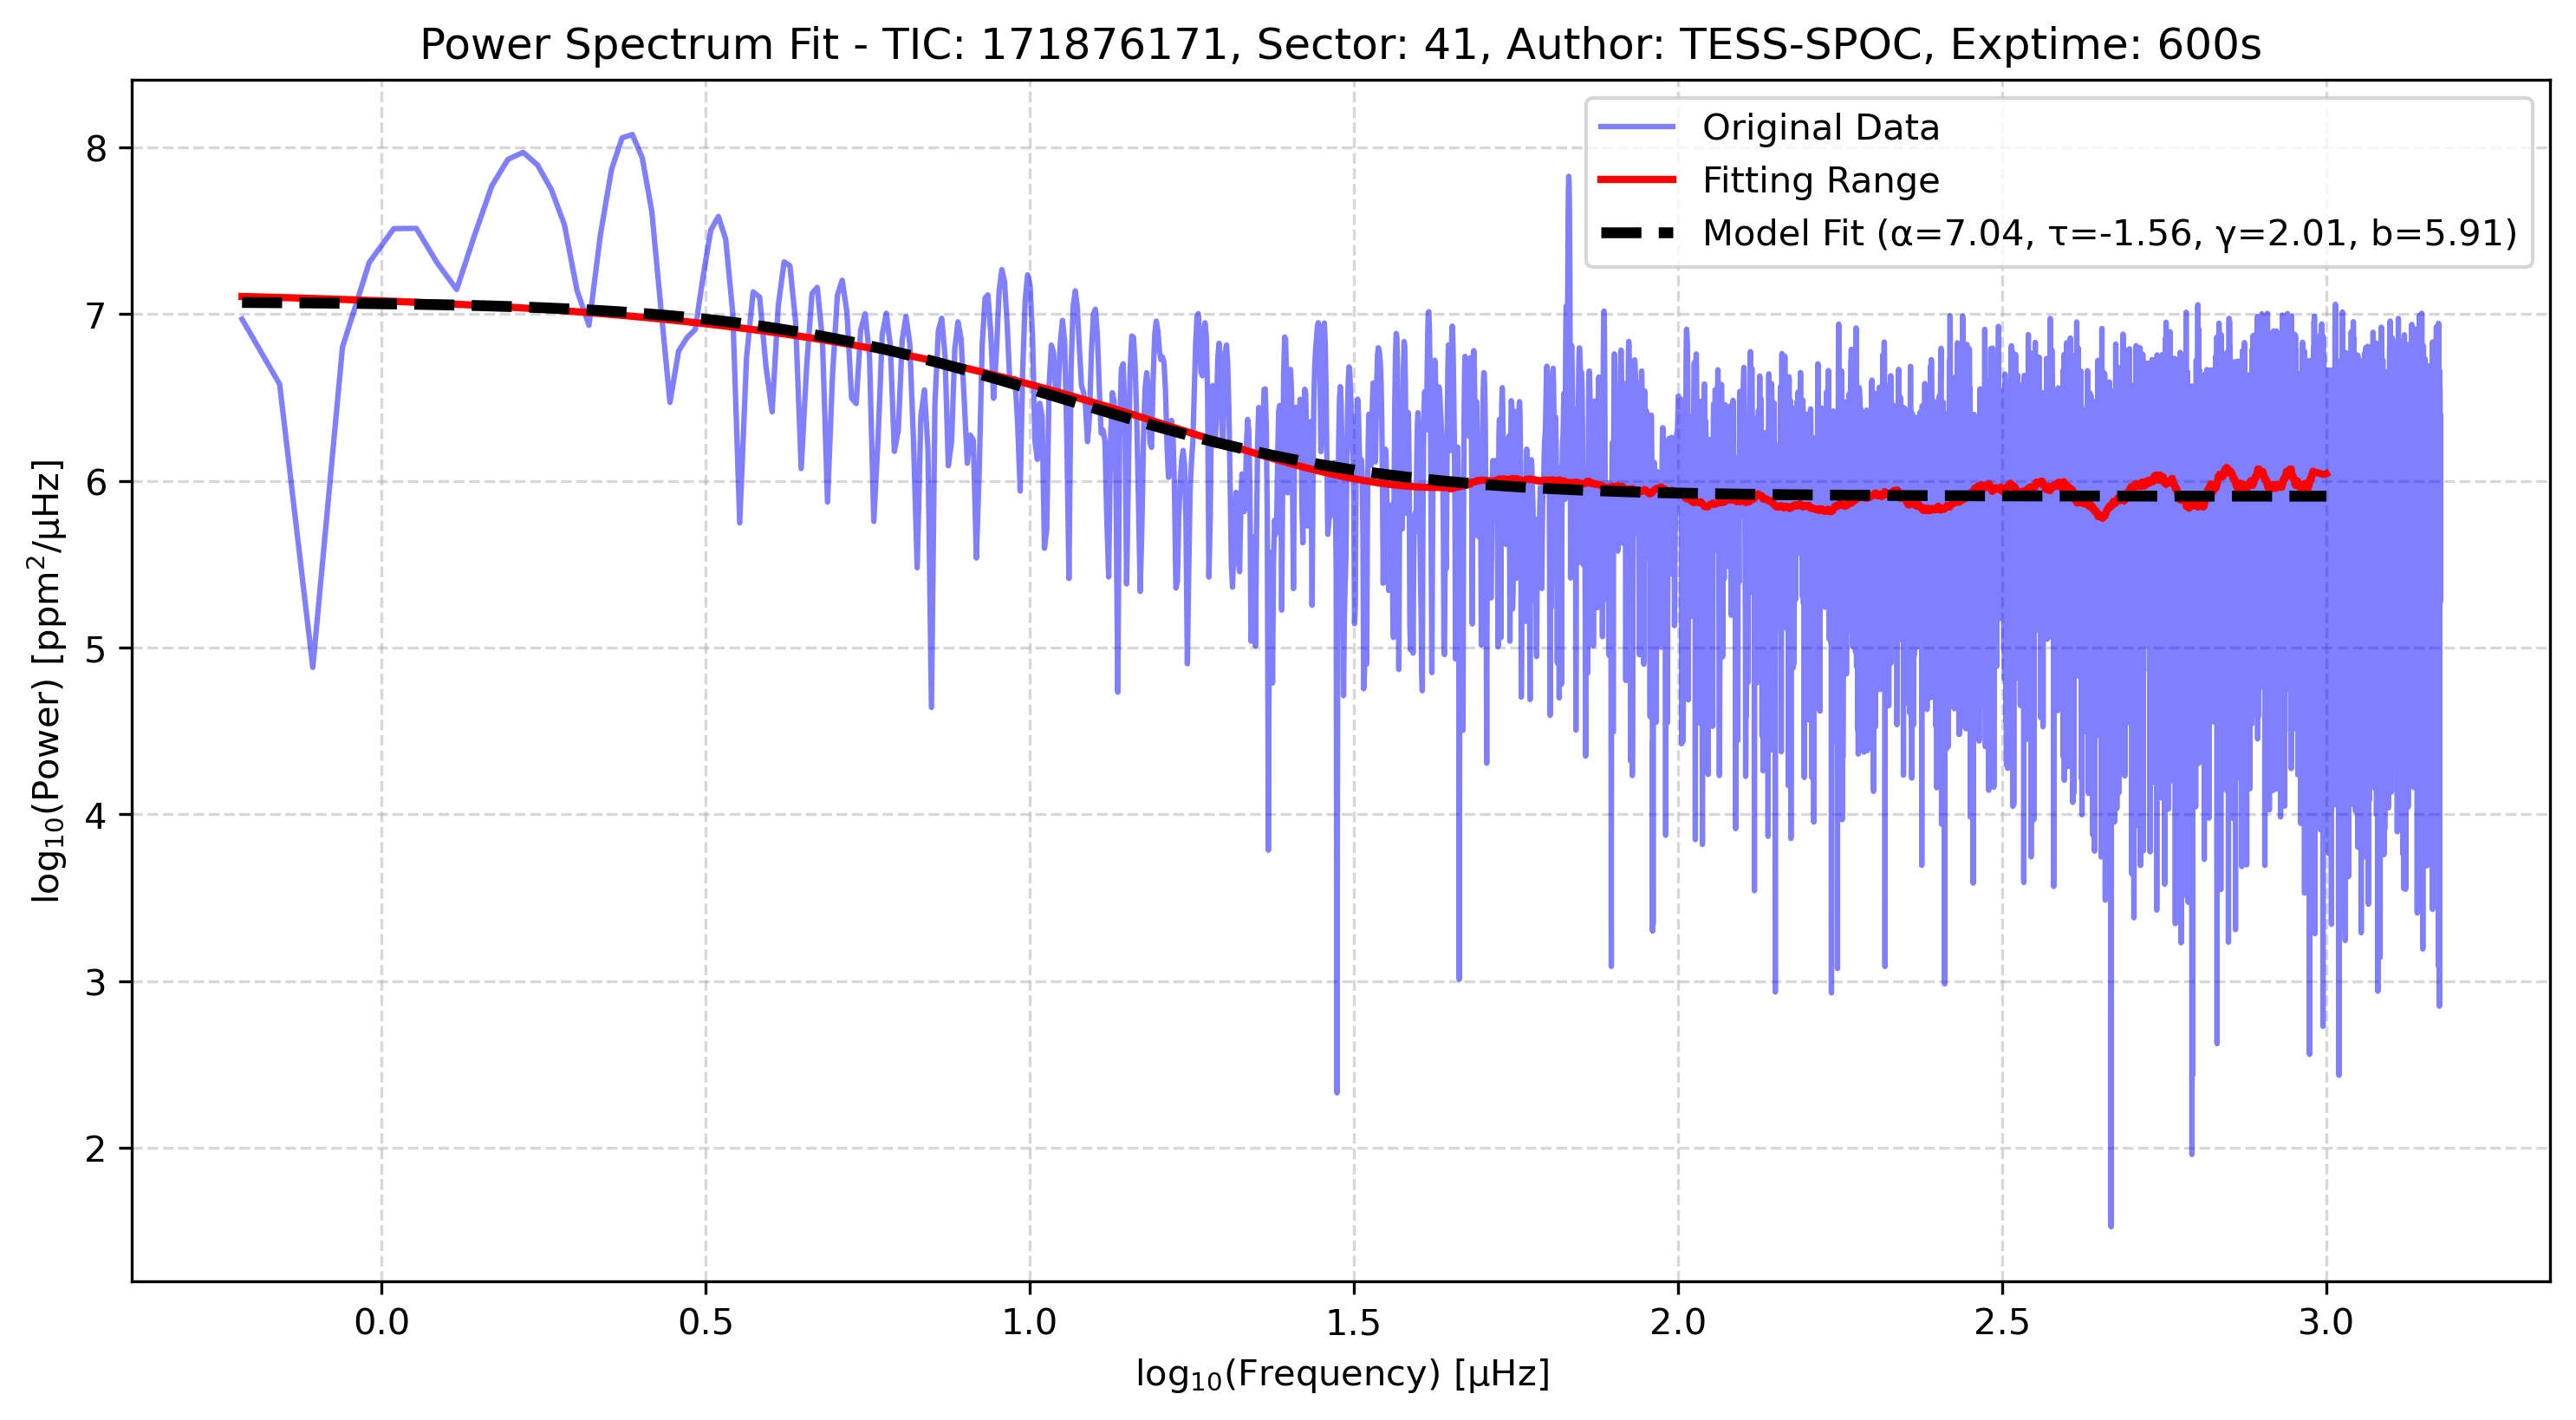 Power Spectrum Fit - TIC: 171876171, Sector: 41, Author: TESS-SPOC, Exptime: 600s
Original Data
Fitting Range
Model Fit (α=7.04, τ=-1.56, γ=2.01, b=5.91)
log₁₀(Power) [ppm²/μHz]
8
7
6
5
4
3
2
0.0 0.5 1.0 1.5 2.0 2.5 3.0
log₁₀(Frequency) [μHz]